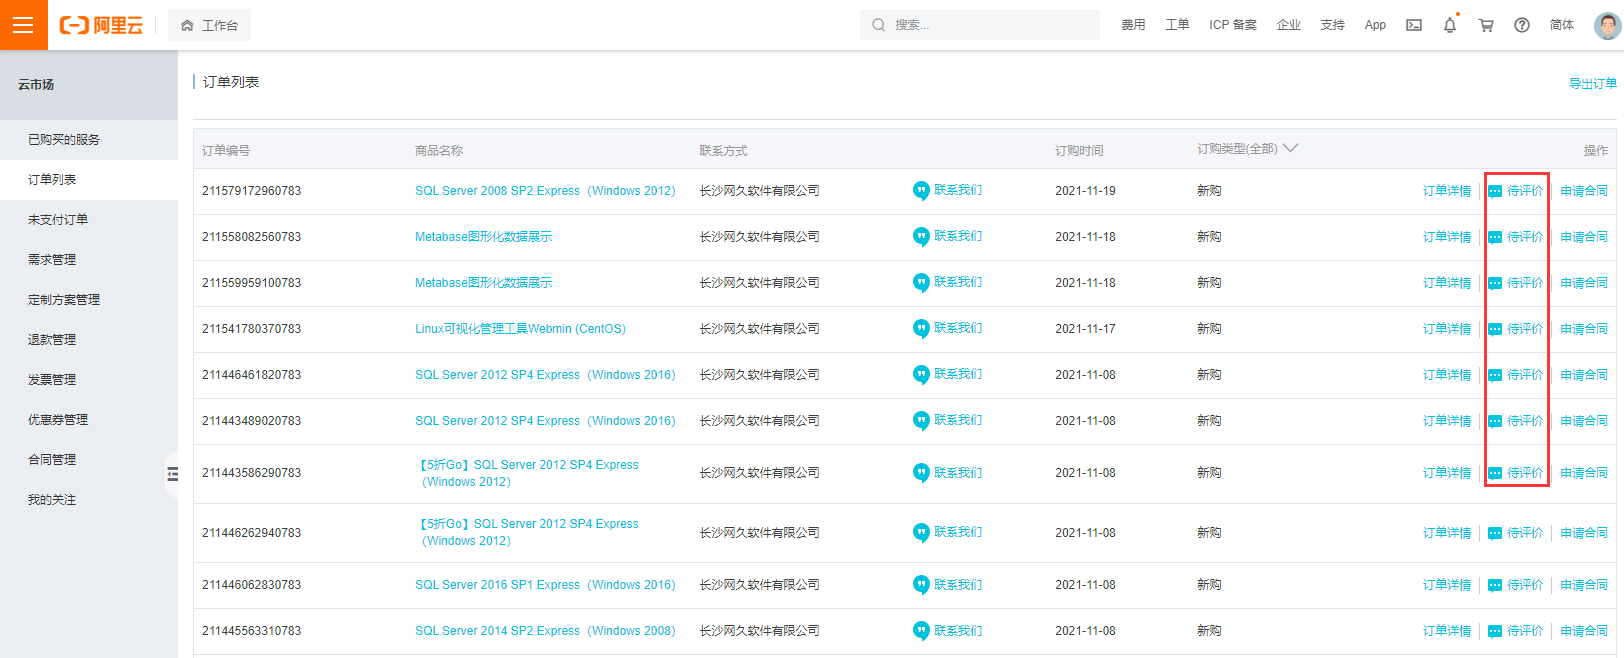 阿里云
工作台
搜索...
费用
工单
ICP 备案
企业
支持
App
简体
云市场
已购买的服务
订单列表
未支付订单
需求管理
定制方案管理
退款管理
发票管理
优惠券管理
合同管理
我的关注
订单列表
导出订单
订单编号 商品名称 联系方式 订购时间 订购类型(全部) 操作
211579172960783 SQL Server 2008 SP2 Express（Windows 2012） 长沙网久软件有限公司 联系我们 2021-11-19 新购 订单详情 待评价 申请合同
211558082560783 Metabase图形化数据展示 长沙网久软件有限公司 联系我们 2021-11-18 新购 订单详情 待评价 申请合同
211559959100783 Metabase图形化数据展示 长沙网久软件有限公司 联系我们 2021-11-18 新购 订单详情 待评价 申请合同
211541780370783 Linux可视化管理工具Webmin (CentOS) 长沙网久软件有限公司 联系我们 2021-11-17 新购 订单详情 待评价 申请合同
211446461820783 SQL Server 2012 SP4 Express（Windows 2016） 长沙网久软件有限公司 联系我们 2021-11-08 新购 订单详情 待评价 申请合同
211443489020783 SQL Server 2012 SP4 Express（Windows 2016） 长沙网久软件有限公司 联系我们 2021-11-08 新购 订单详情 待评价 申请合同
211443586290783 【5折Go】SQL Server 2012 SP4 Express
（Windows 2012） 长沙网久软件有限公司 联系我们 2021-11-08 新购 订单详情 待评价 申请合同
211446262940783 【5折Go】SQL Server 2012 SP4 Express
（Windows 2012） 长沙网久软件有限公司 联系我们 2021-11-08 新购 订单详情 待评价 申请合同
211446062830783 SQL Server 2016 SP1 Express（Windows 2016） 长沙网久软件有限公司 联系我们 2021-11-08 新购 订单详情 待评价 申请合同
211445563310783 SQL Server 2014 SP2 Express（Windows 2008） 长沙网久软件有限公司 联系我们 2021-11-08 新购 订单详情 待评价 申请合同